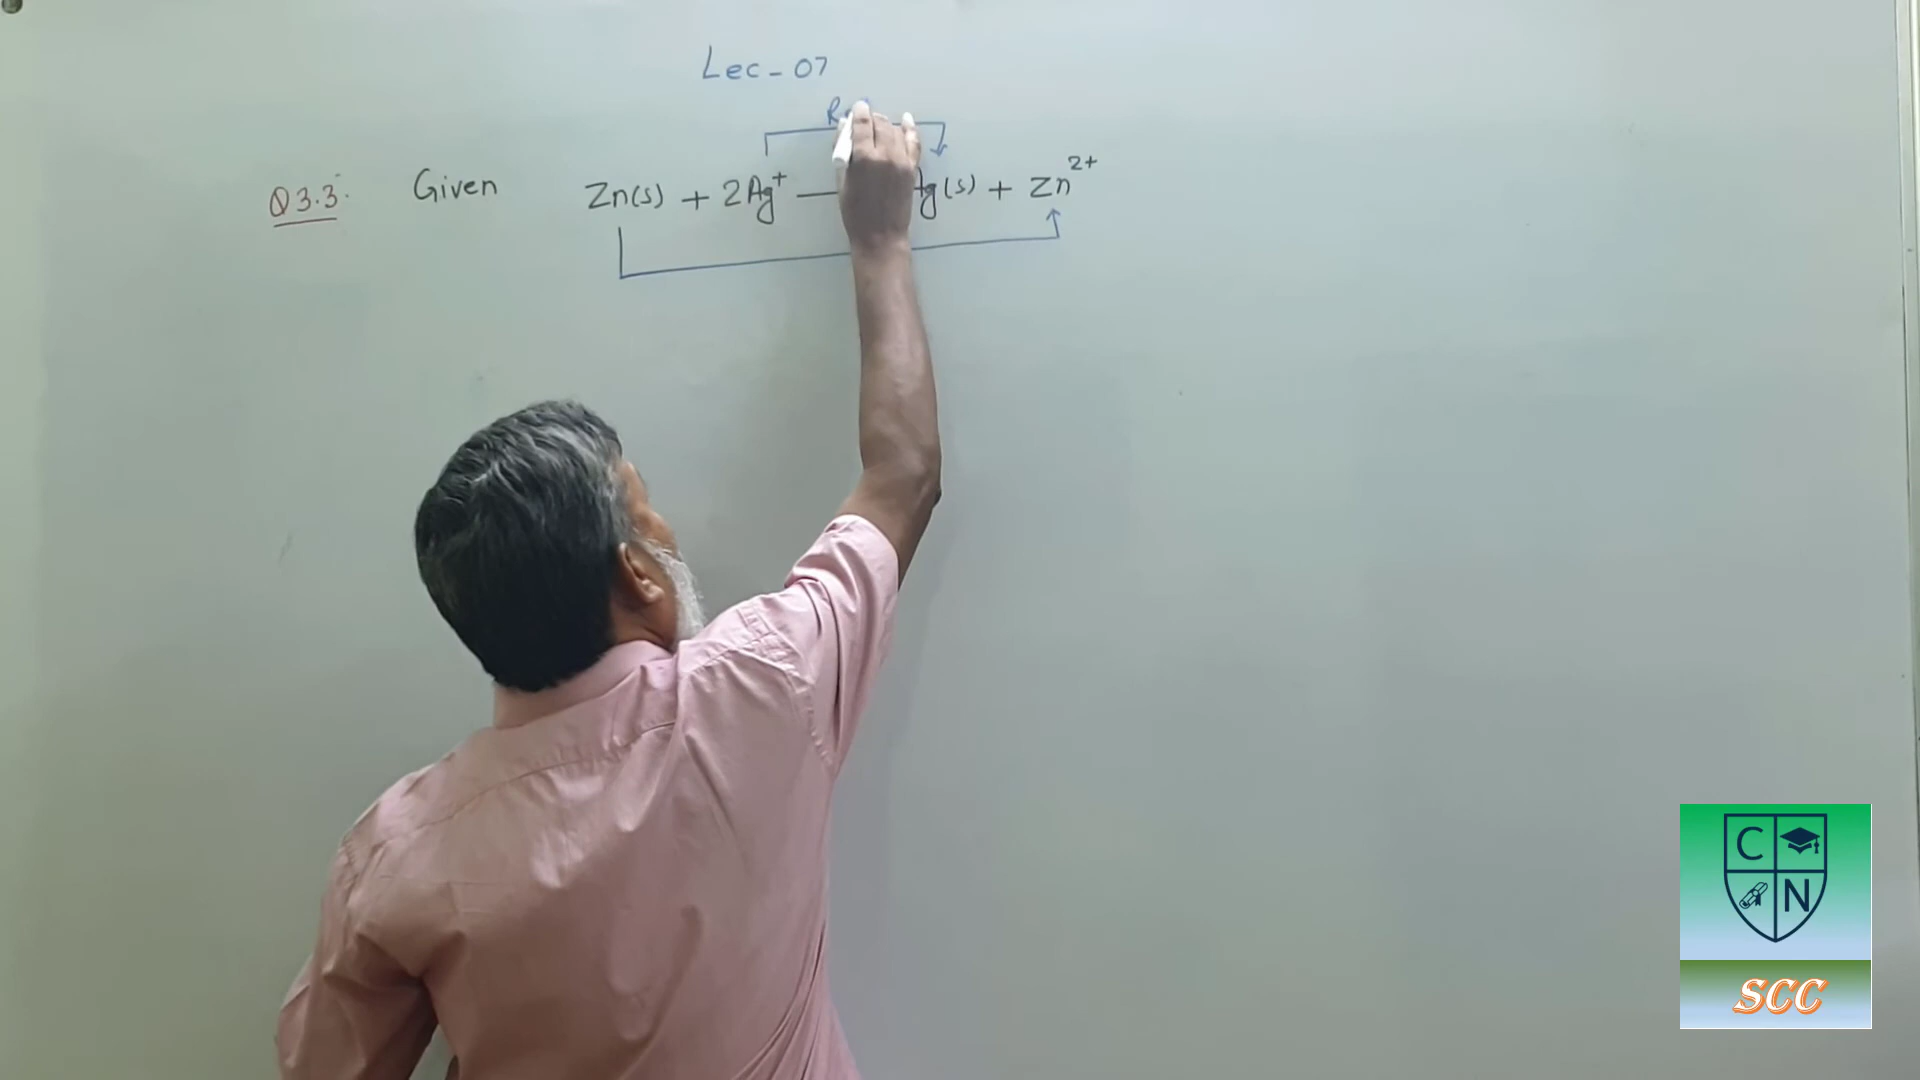 Lec - 07
Q3.3. Given Zn(s) + 2Ag⁺ — g(s) + Zn²⁺
C N
SCC